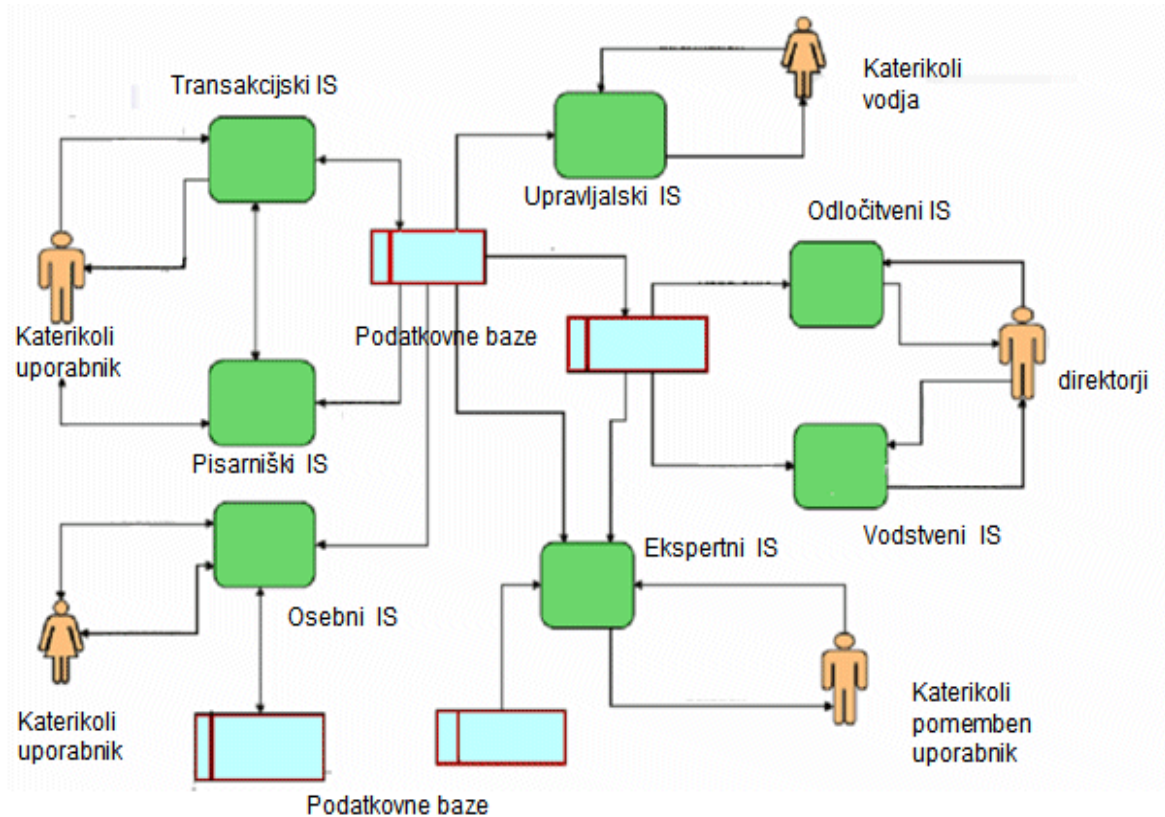 Transakcijski IS
Katerikoli
vodja
Upravljalski IS
Odločitveni IS
Katerikoli
uporabnik
Podatkovne baze
direktorji
Pisarniški IS
Vodstveni IS
Ekspertni IS
Osebni IS
Katerikoli
uporabnik
Katerikoli
pomemben
uporabnik
Podatkovne baze